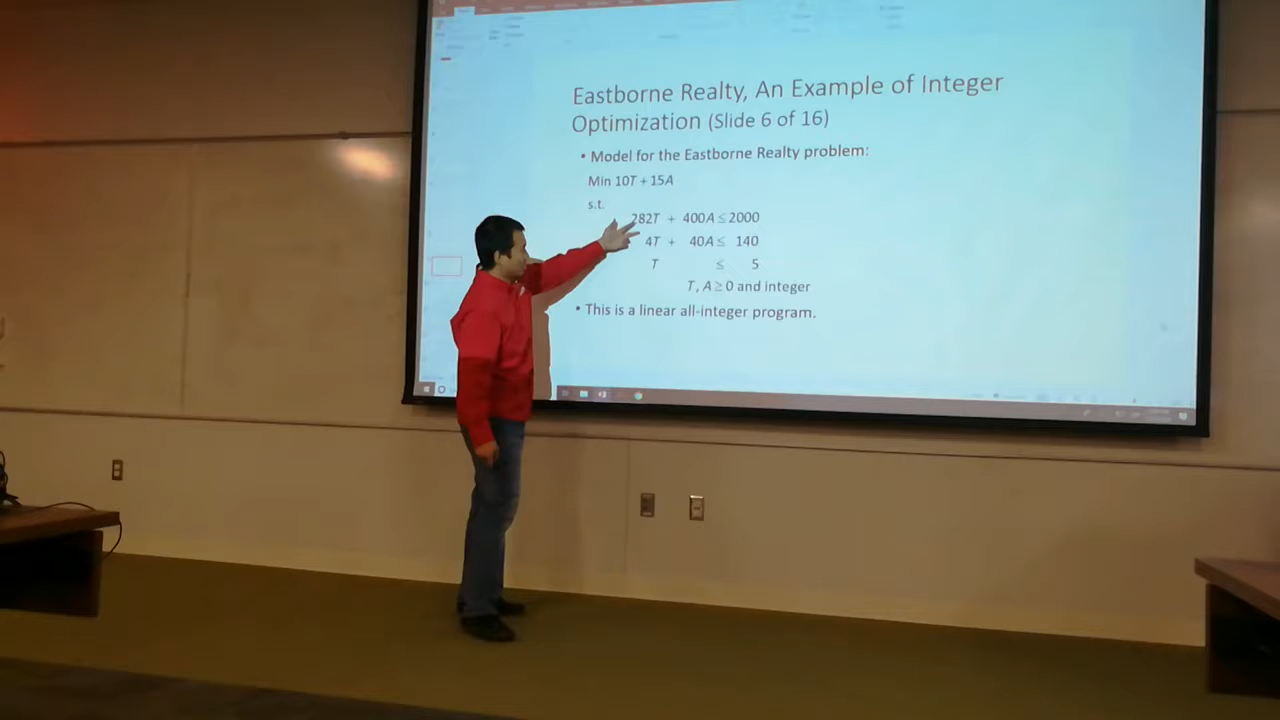 Eastborne Realty, An Example of Integer
Optimization (Slide 6 of 16)
• Model for the Eastborne Realty problem:
Min 10T + 15A
s.t.
282T + 400A ≤ 2000
4T + 40A ≤ 140
T ≤ 5
T, A ≥ 0 and integer
• This is a linear all-integer program.